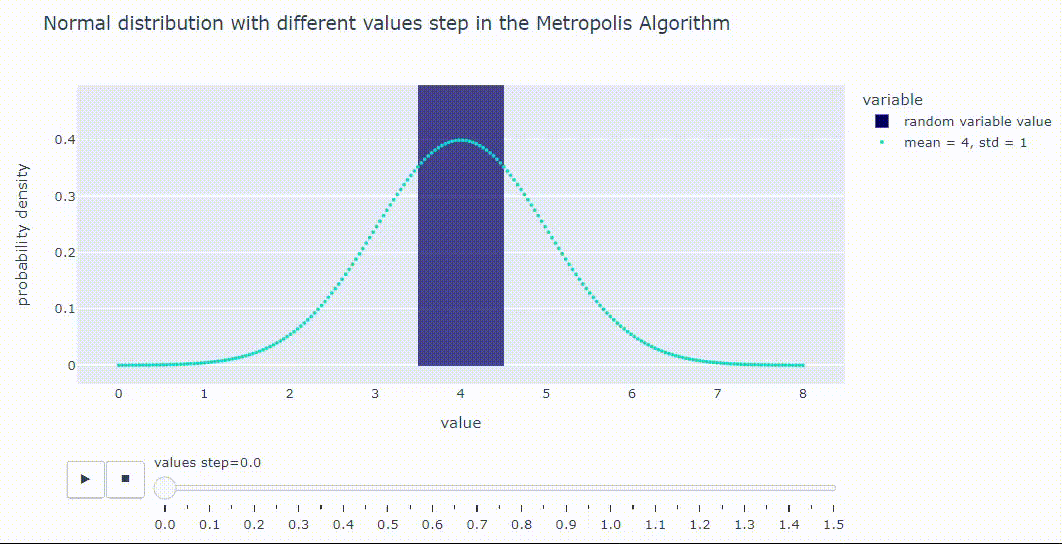 Normal distribution with different values step in the Metropolis Algorithm
variable
random variable value
mean = 4, std = 1
probability density
0.4
0.3
0.2
0.1
0
0 1 2 3 4 5 6 7 8
value
values step=0.0
0.0 0.1 0.2 0.3 0.4 0.5 0.6 0.7 0.8 0.9 1.0 1.1 1.2 1.3 1.4 1.5